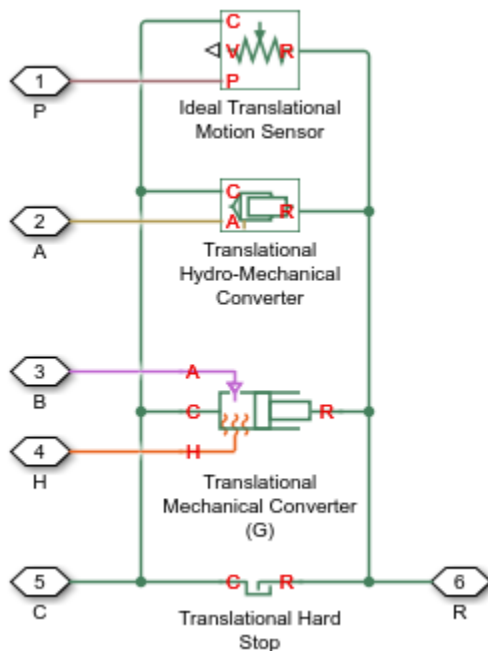 C
V R
1 P
P
Ideal Translational
Motion Sensor
C
R
2 A
A
Translational
Hydro-Mechanical
Converter
3 A
B
C R
4 H
H
Translational
Mechanical Converter
(G)
5 C R 6
C R
Translational Hard
Stop